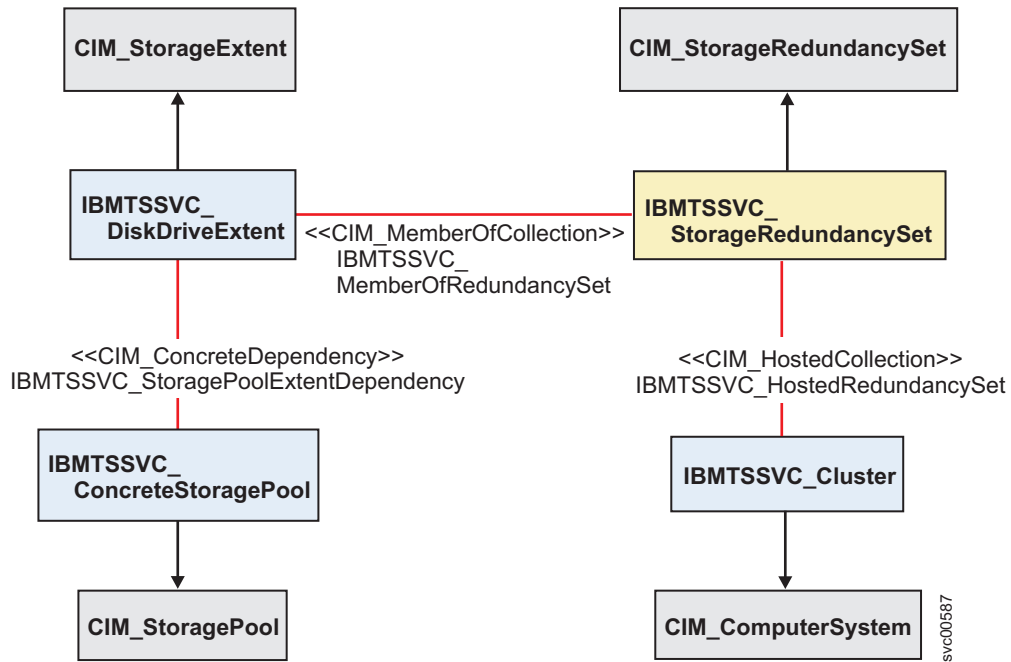 CIM_StorageExtent
CIM_StorageRedundancySet
IBMTSSVC_
DiskDriveExtent
IBMTSSVC_
StorageRedundancySet
<<CIM_MemberOfCollection>>
IBMTSSVC_
MemberOfRedundancySet
<<CIM_ConcreteDependency>>
IBMTSSVC_StoragePoolExtentDependency
<<CIM_HostedCollection>>
IBMTSSVC_HostedRedundancySet
IBMTSSVC_
ConcreteStoragePool
IBMTSSVC_Cluster
CIM_StoragePool
CIM_ComputerSystem
svc00587